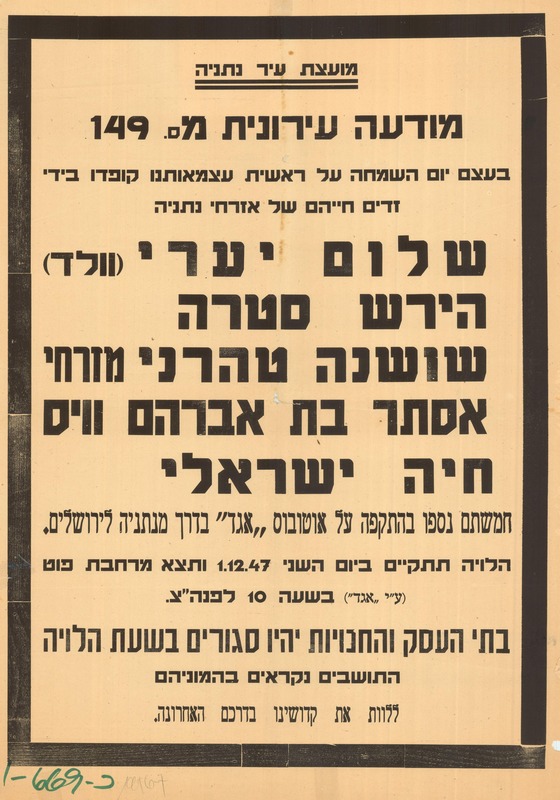 מועצת עיר נתניה
מודעה עירונית מס. 149
בעצם יום השמחה על ראשית עצמאותנו קופדו בידי
זדים חייהם של אזרחי נתניה
שלום יערי (וולד)
הירש סטרה
שושנה טהרני מזרחי
אסתר בת אברהם וויס
חיה ישראלי
חמשתם נספו בהתקפה על אוטובוס „אגד” בדרך מנתניה לירושלים.
הלויה תתקיים ביום השני 1.12.47 ותצא מרחבת פוט
(ע״י „אגד”) בשעה 10 לפנה״צ.
בתי העסק והחנויות יהיו סגורים בשעת הלויה
התושבים נקראים בהמוניהם
ללוות את קדושינו בדרכם האחרונה.